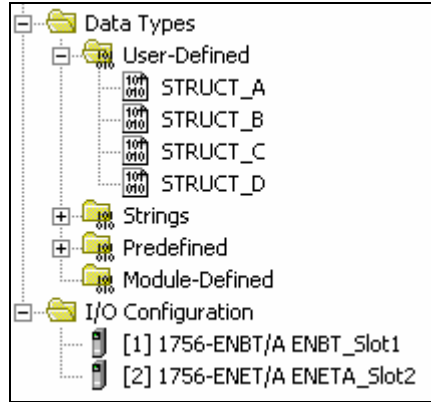 Data Types
User-Defined
STRUCT_A
STRUCT_B
STRUCT_C
STRUCT_D
Strings
Predefined
Module-Defined
I/O Configuration
[1] 1756-ENBT/A ENBT_Slot1
[2] 1756-ENET/A ENETA_Slot2